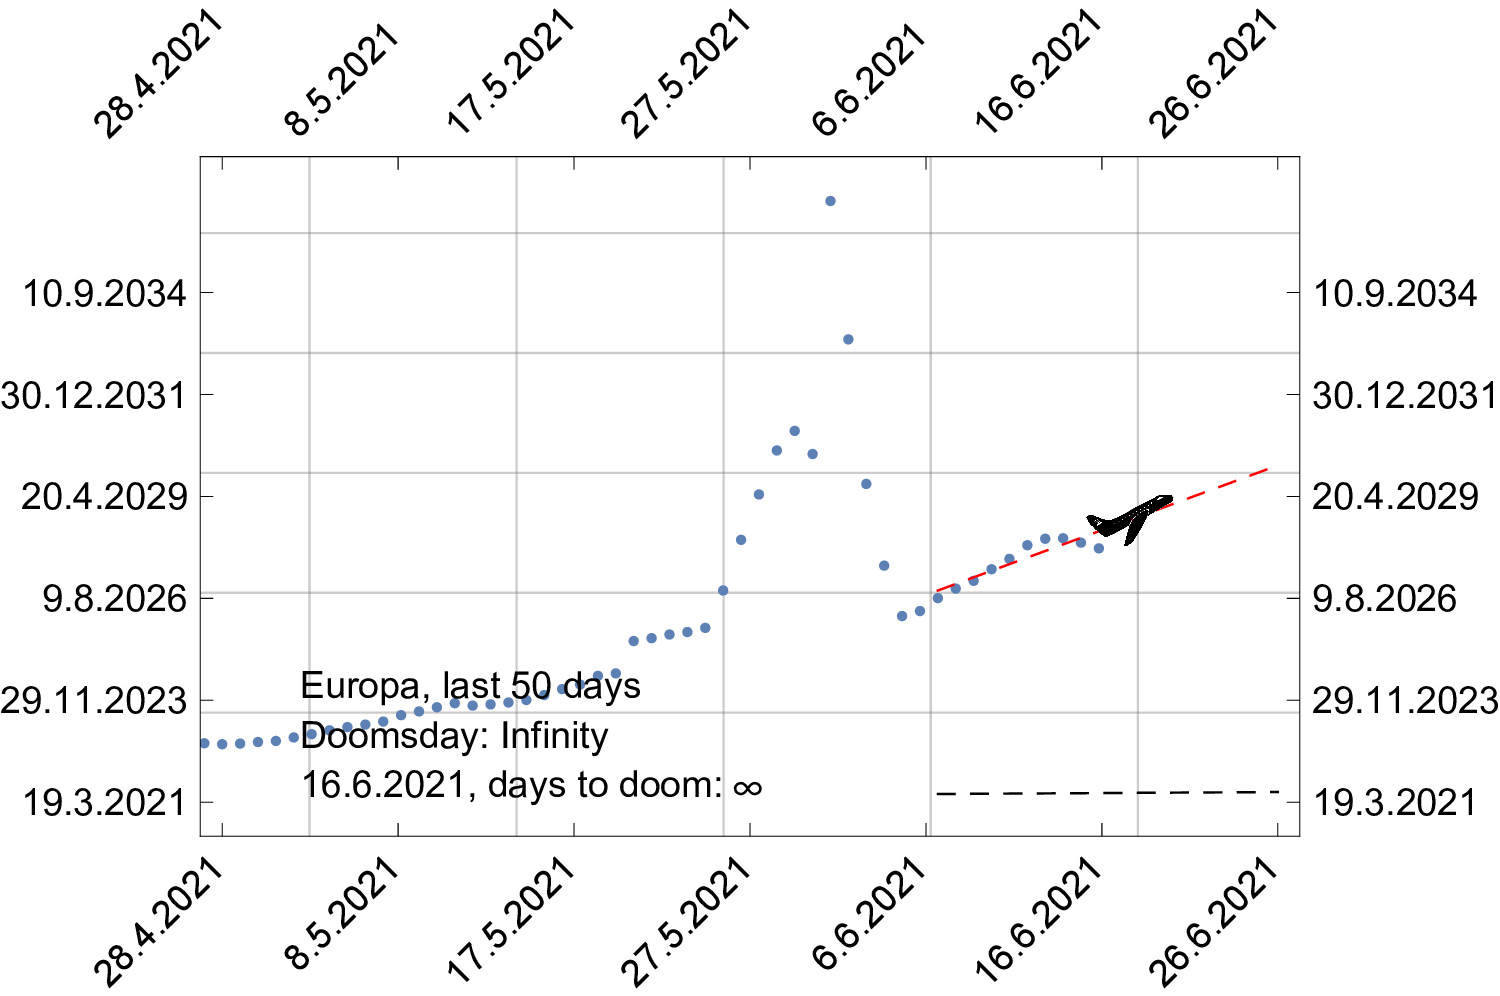 28.4.2021 8.5.2021 17.5.2021 27.5.2021 6.6.2021 16.6.2021 26.6.2021
10.9.2034 10.9.2034
30.12.2031 30.12.2031
20.4.2029 20.4.2029
9.8.2026 9.8.2026
29.11.2023 29.11.2023
Europa, last 50 days
Doomsday: Infinity
16.6.2021, days to doom: ∞
19.3.2021 19.3.2021
28.4.2021 8.5.2021 17.5.2021 27.5.2021 6.6.2021 16.6.2021 26.6.2021